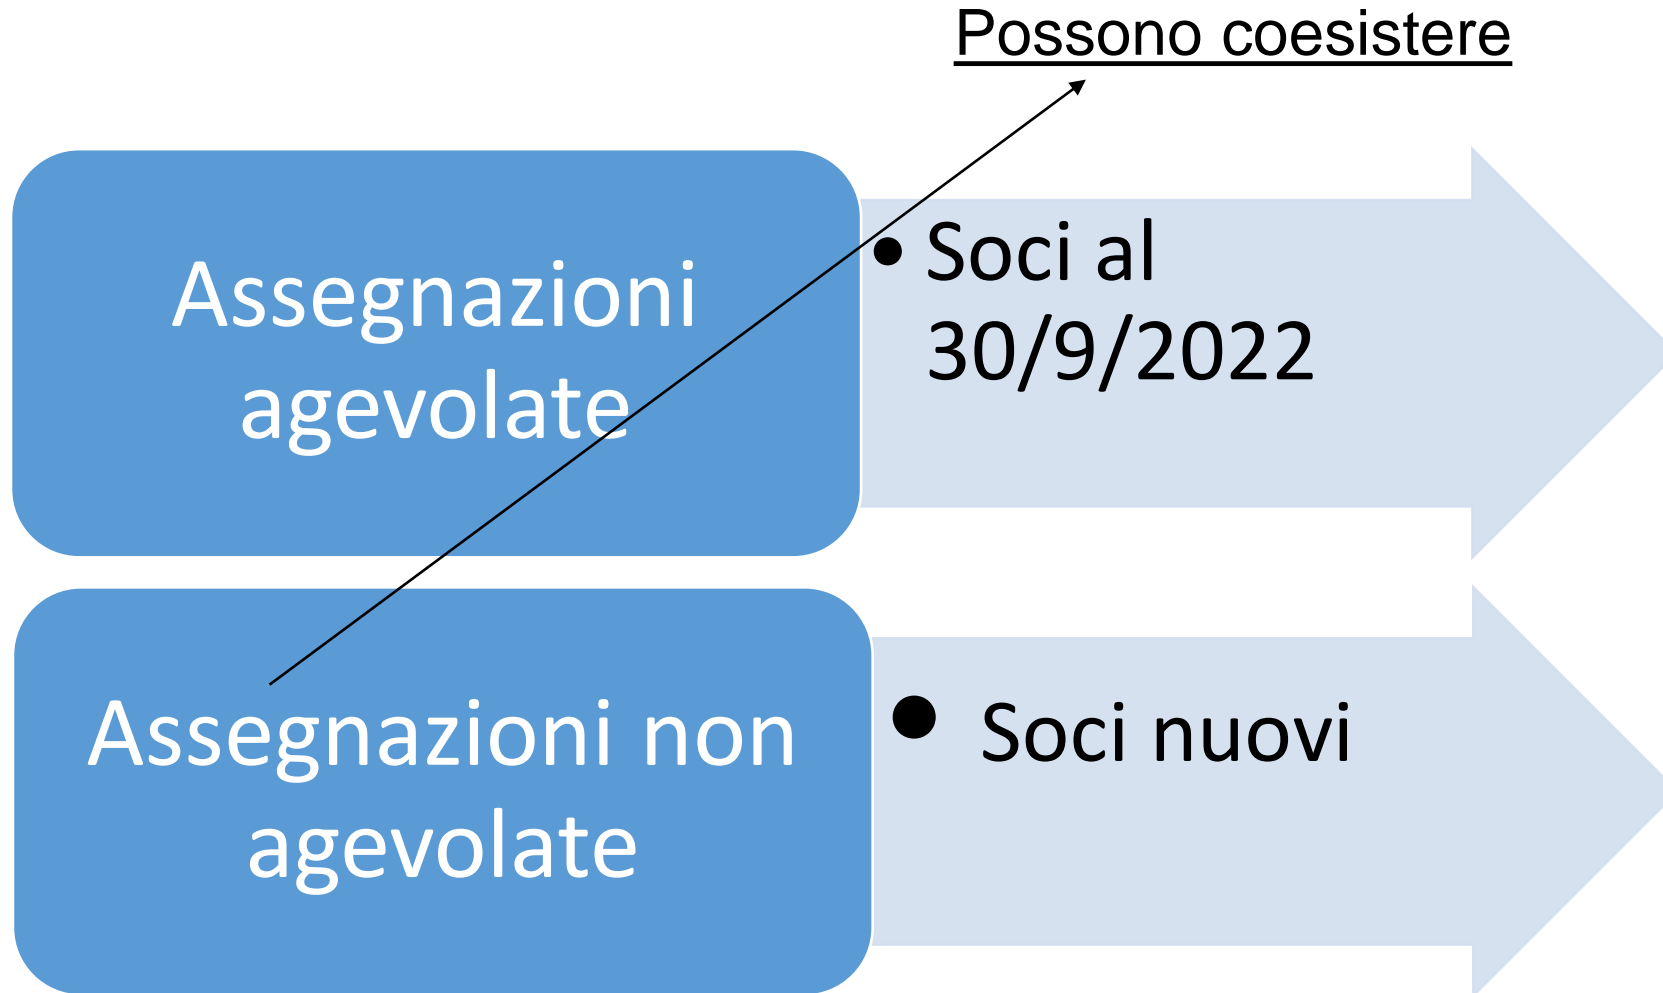 Possono coesistere
Assegnazioni
agevolate
• Soci al
30/9/2022
Assegnazioni non
agevolate
• Soci nuovi